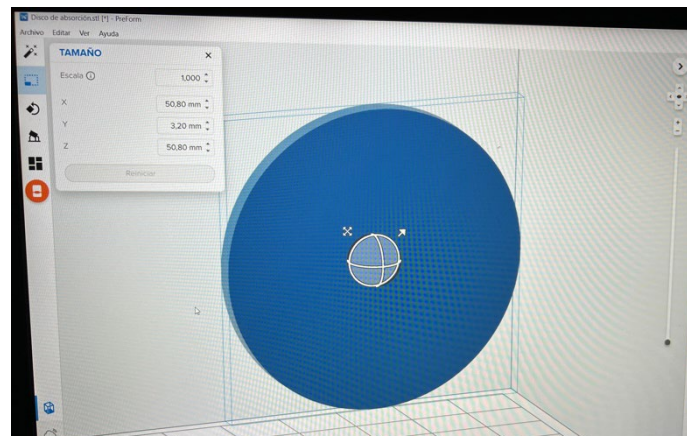 Disco de absorción.stl [*] - PreForm
Archivo Editar Ver Ayuda
TAMAÑO
Escala
1,000
X
50,80 mm
Y
3,20 mm
Z
50,80 mm
Reiniciar